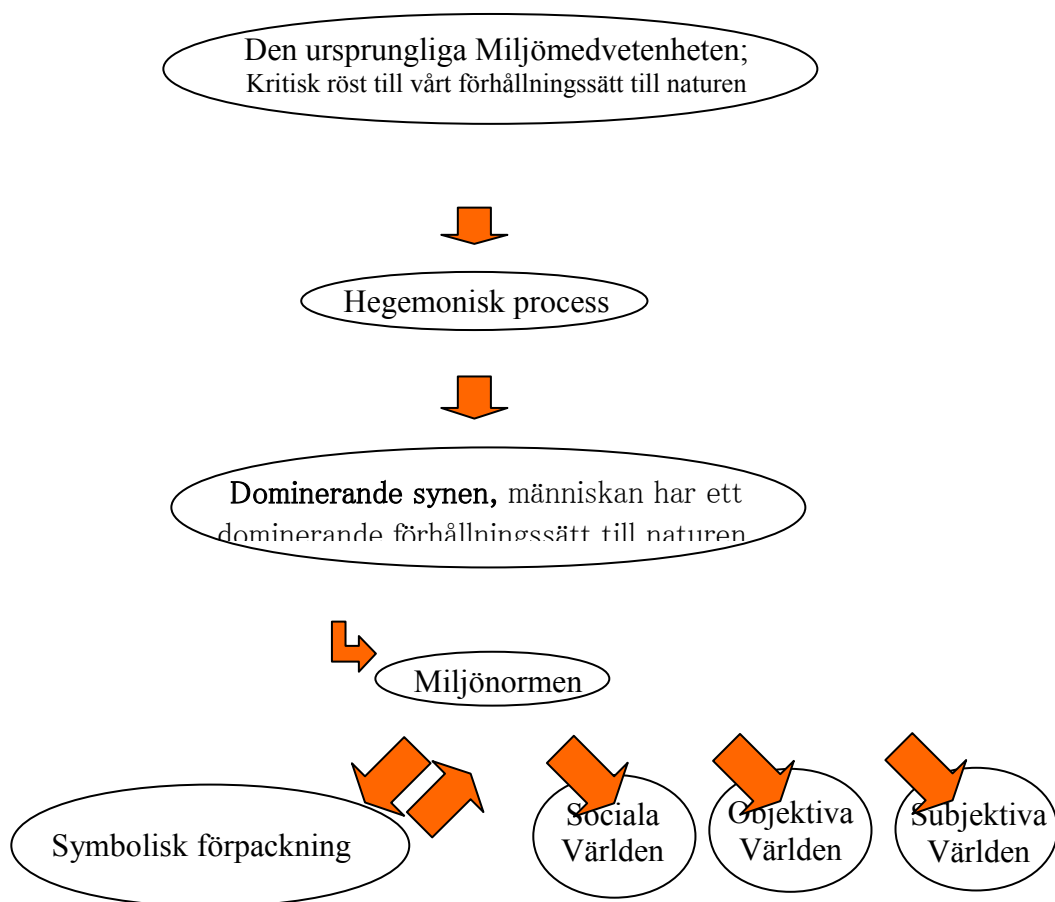 Den ursprungliga Miljömedvetenheten;
Kritisk röst till vårt förhållningssätt till naturen
Hegemonisk process
Dominerande synen, människan har ett
dominerande förhållningssätt till naturen
Miljönormen
Symbolisk förpackning
Sociala
Världen
Objektiva
Världen
Subjektiva
Världen